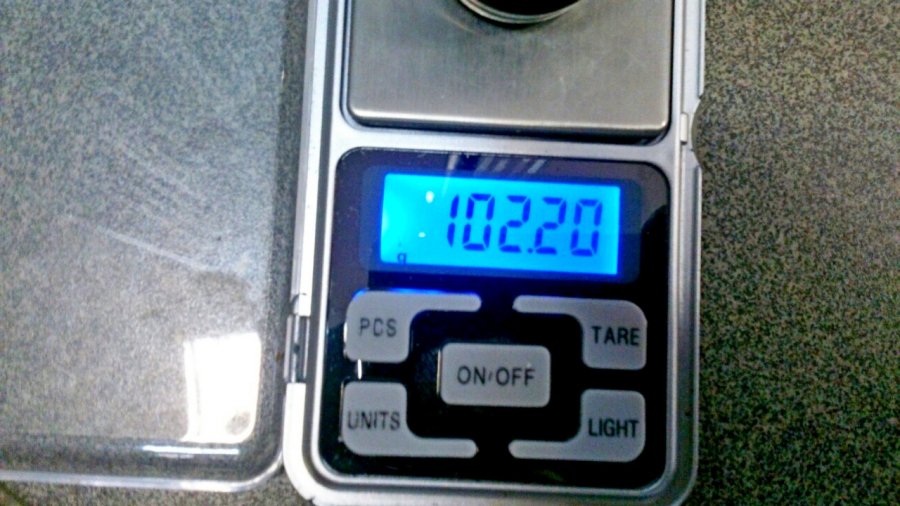 102.20
g
PCS
TARE
ON/OFF
UNITS
LIGHT